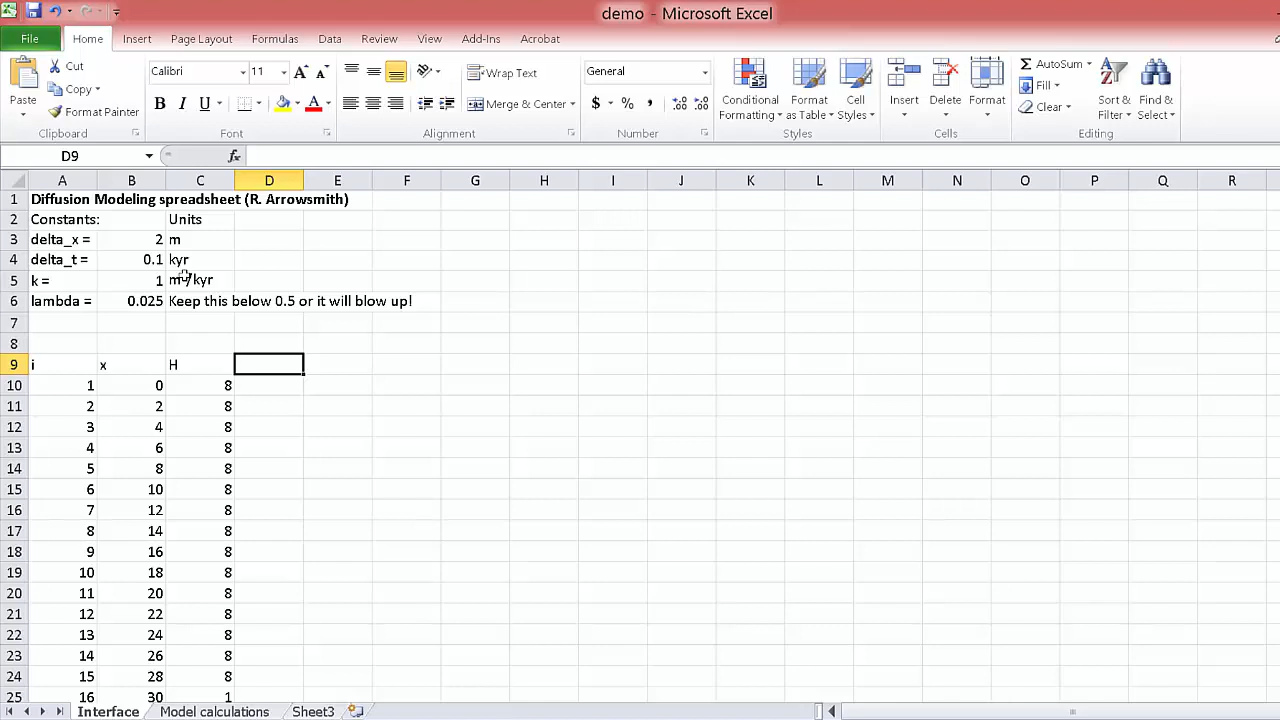 demo - Microsoft Excel
File Home Insert Page Layout Formulas Data Review View Add-Ins Acrobat
Paste Cut Copy Format Painter
Clipboard
Calibri 11
B I U A
Font
Wrap Text
Merge & Center
Alignment
General
$ % ,
Number
Conditional Formatting
Format as Table
Cell Styles
Styles
Insert Delete Format
Cells
Σ AutoSum
Fill
Clear
Sort & Filter
Find & Select
Editing
D9 fx
A B C D E F G H I J K L M N O P Q R
1 Diffusion Modeling spreadsheet (R. Arrowsmith)
2 Constants: Units
3 delta_x = 2 m
4 delta_t = 0.1 kyr
5 k = 1 m /kyr
6 lambda = 0.025 Keep this below 0.5 or it will blow up!
7
8
9 i x H
10 1 0 8
11 2 2 8
12 3 4 8
13 4 6 8
14 5 8 8
15 6 10 8
16 7 12 8
17 8 14 8
18 9 16 8
19 10 18 8
20 11 20 8
21 12 22 8
22 13 24 8
23 14 26 8
24 15 28 8
25 16 30 1
Interface Model calculations Sheet3